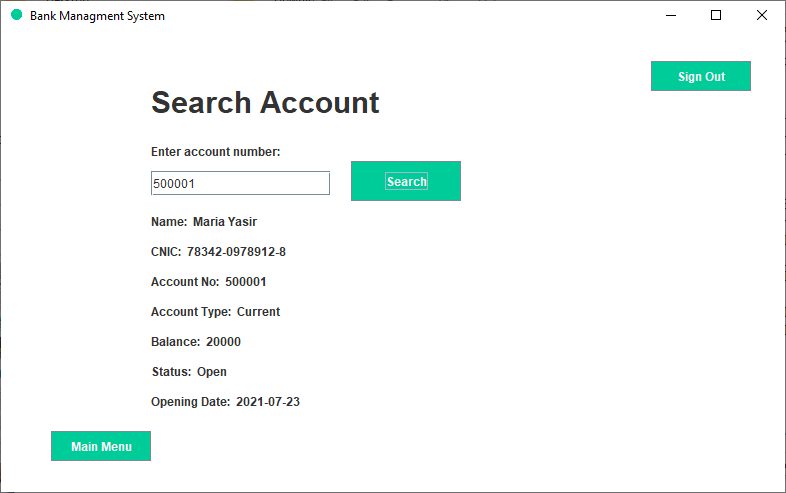 Bank Managment System
Sign Out
Search Account
Enter account number:
500001
Search
Name: Maria Yasir
CNIC: 78342-0978912-8
Account No: 500001
Account Type: Current
Balance: 20000
Status: Open
Opening Date: 2021-07-23
Main Menu